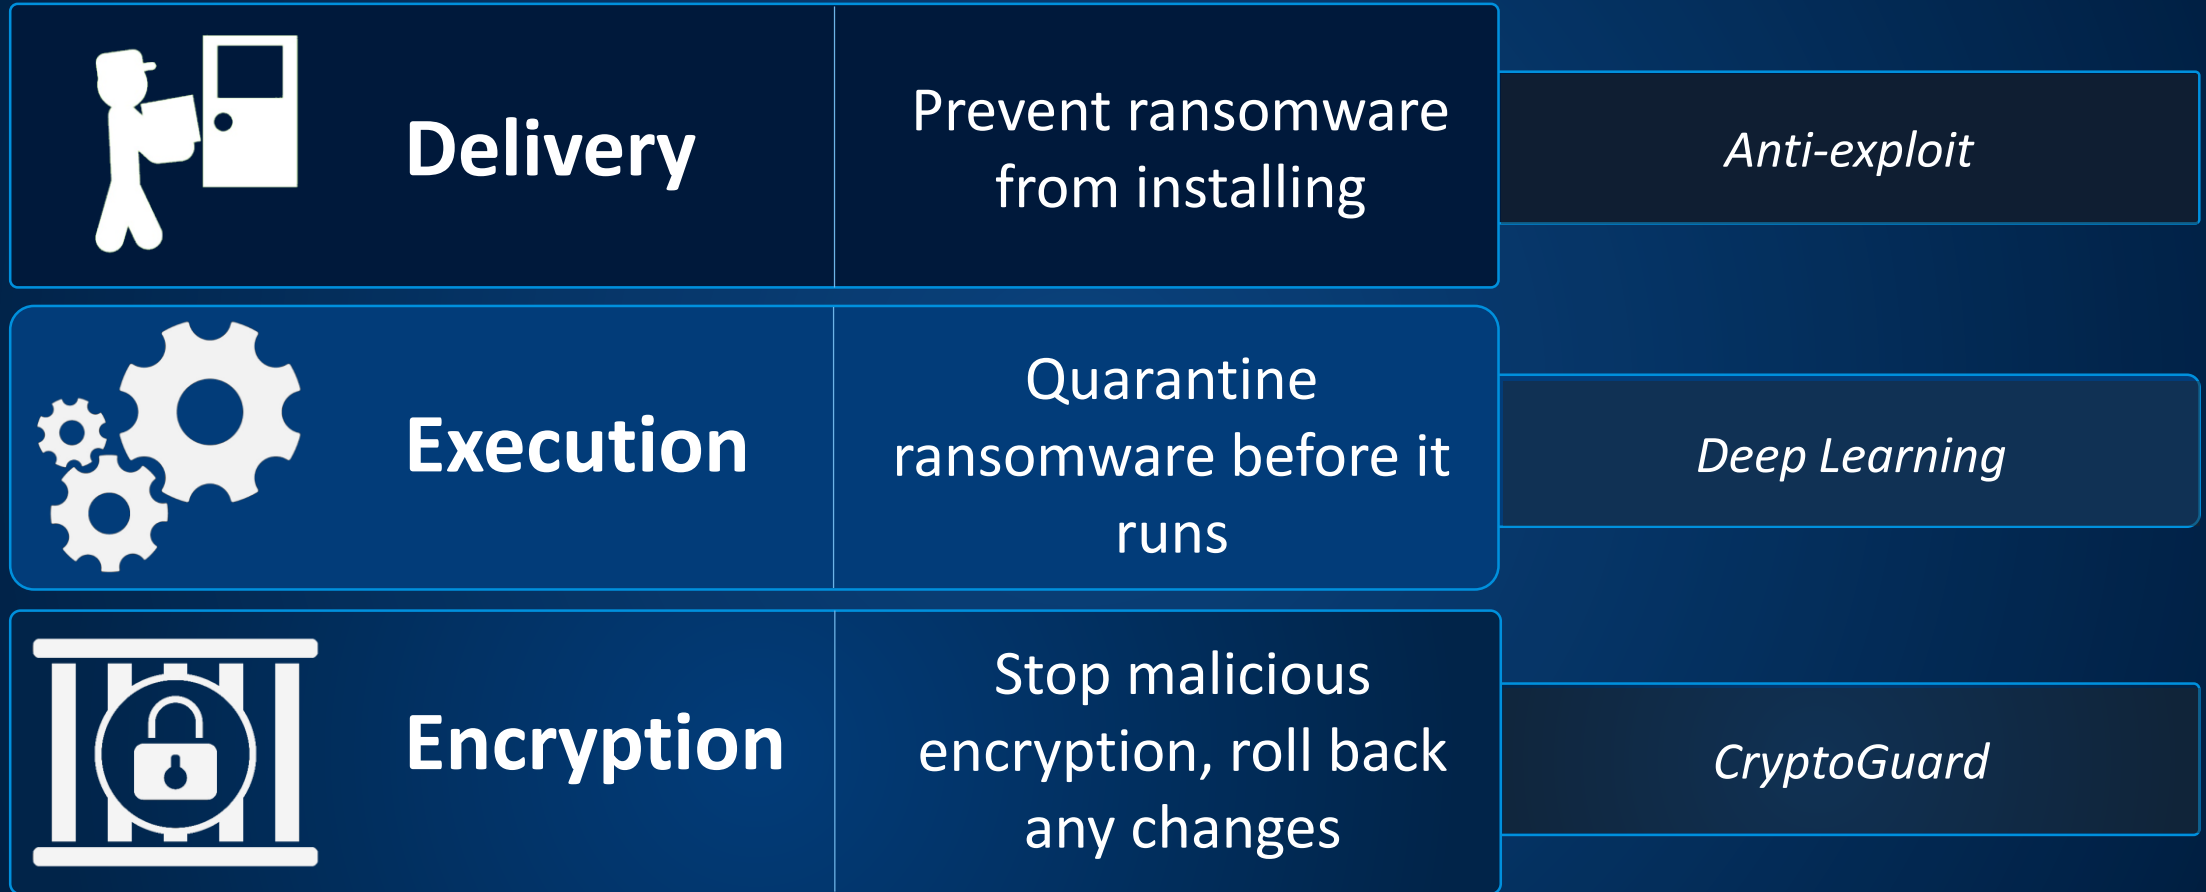 Delivery
Prevent ransomware
from installing
Anti-exploit
Execution
Quarantine
ransomware before it
runs
Deep Learning
Encryption
Stop malicious
encryption, roll back
any changes
CryptoGuard